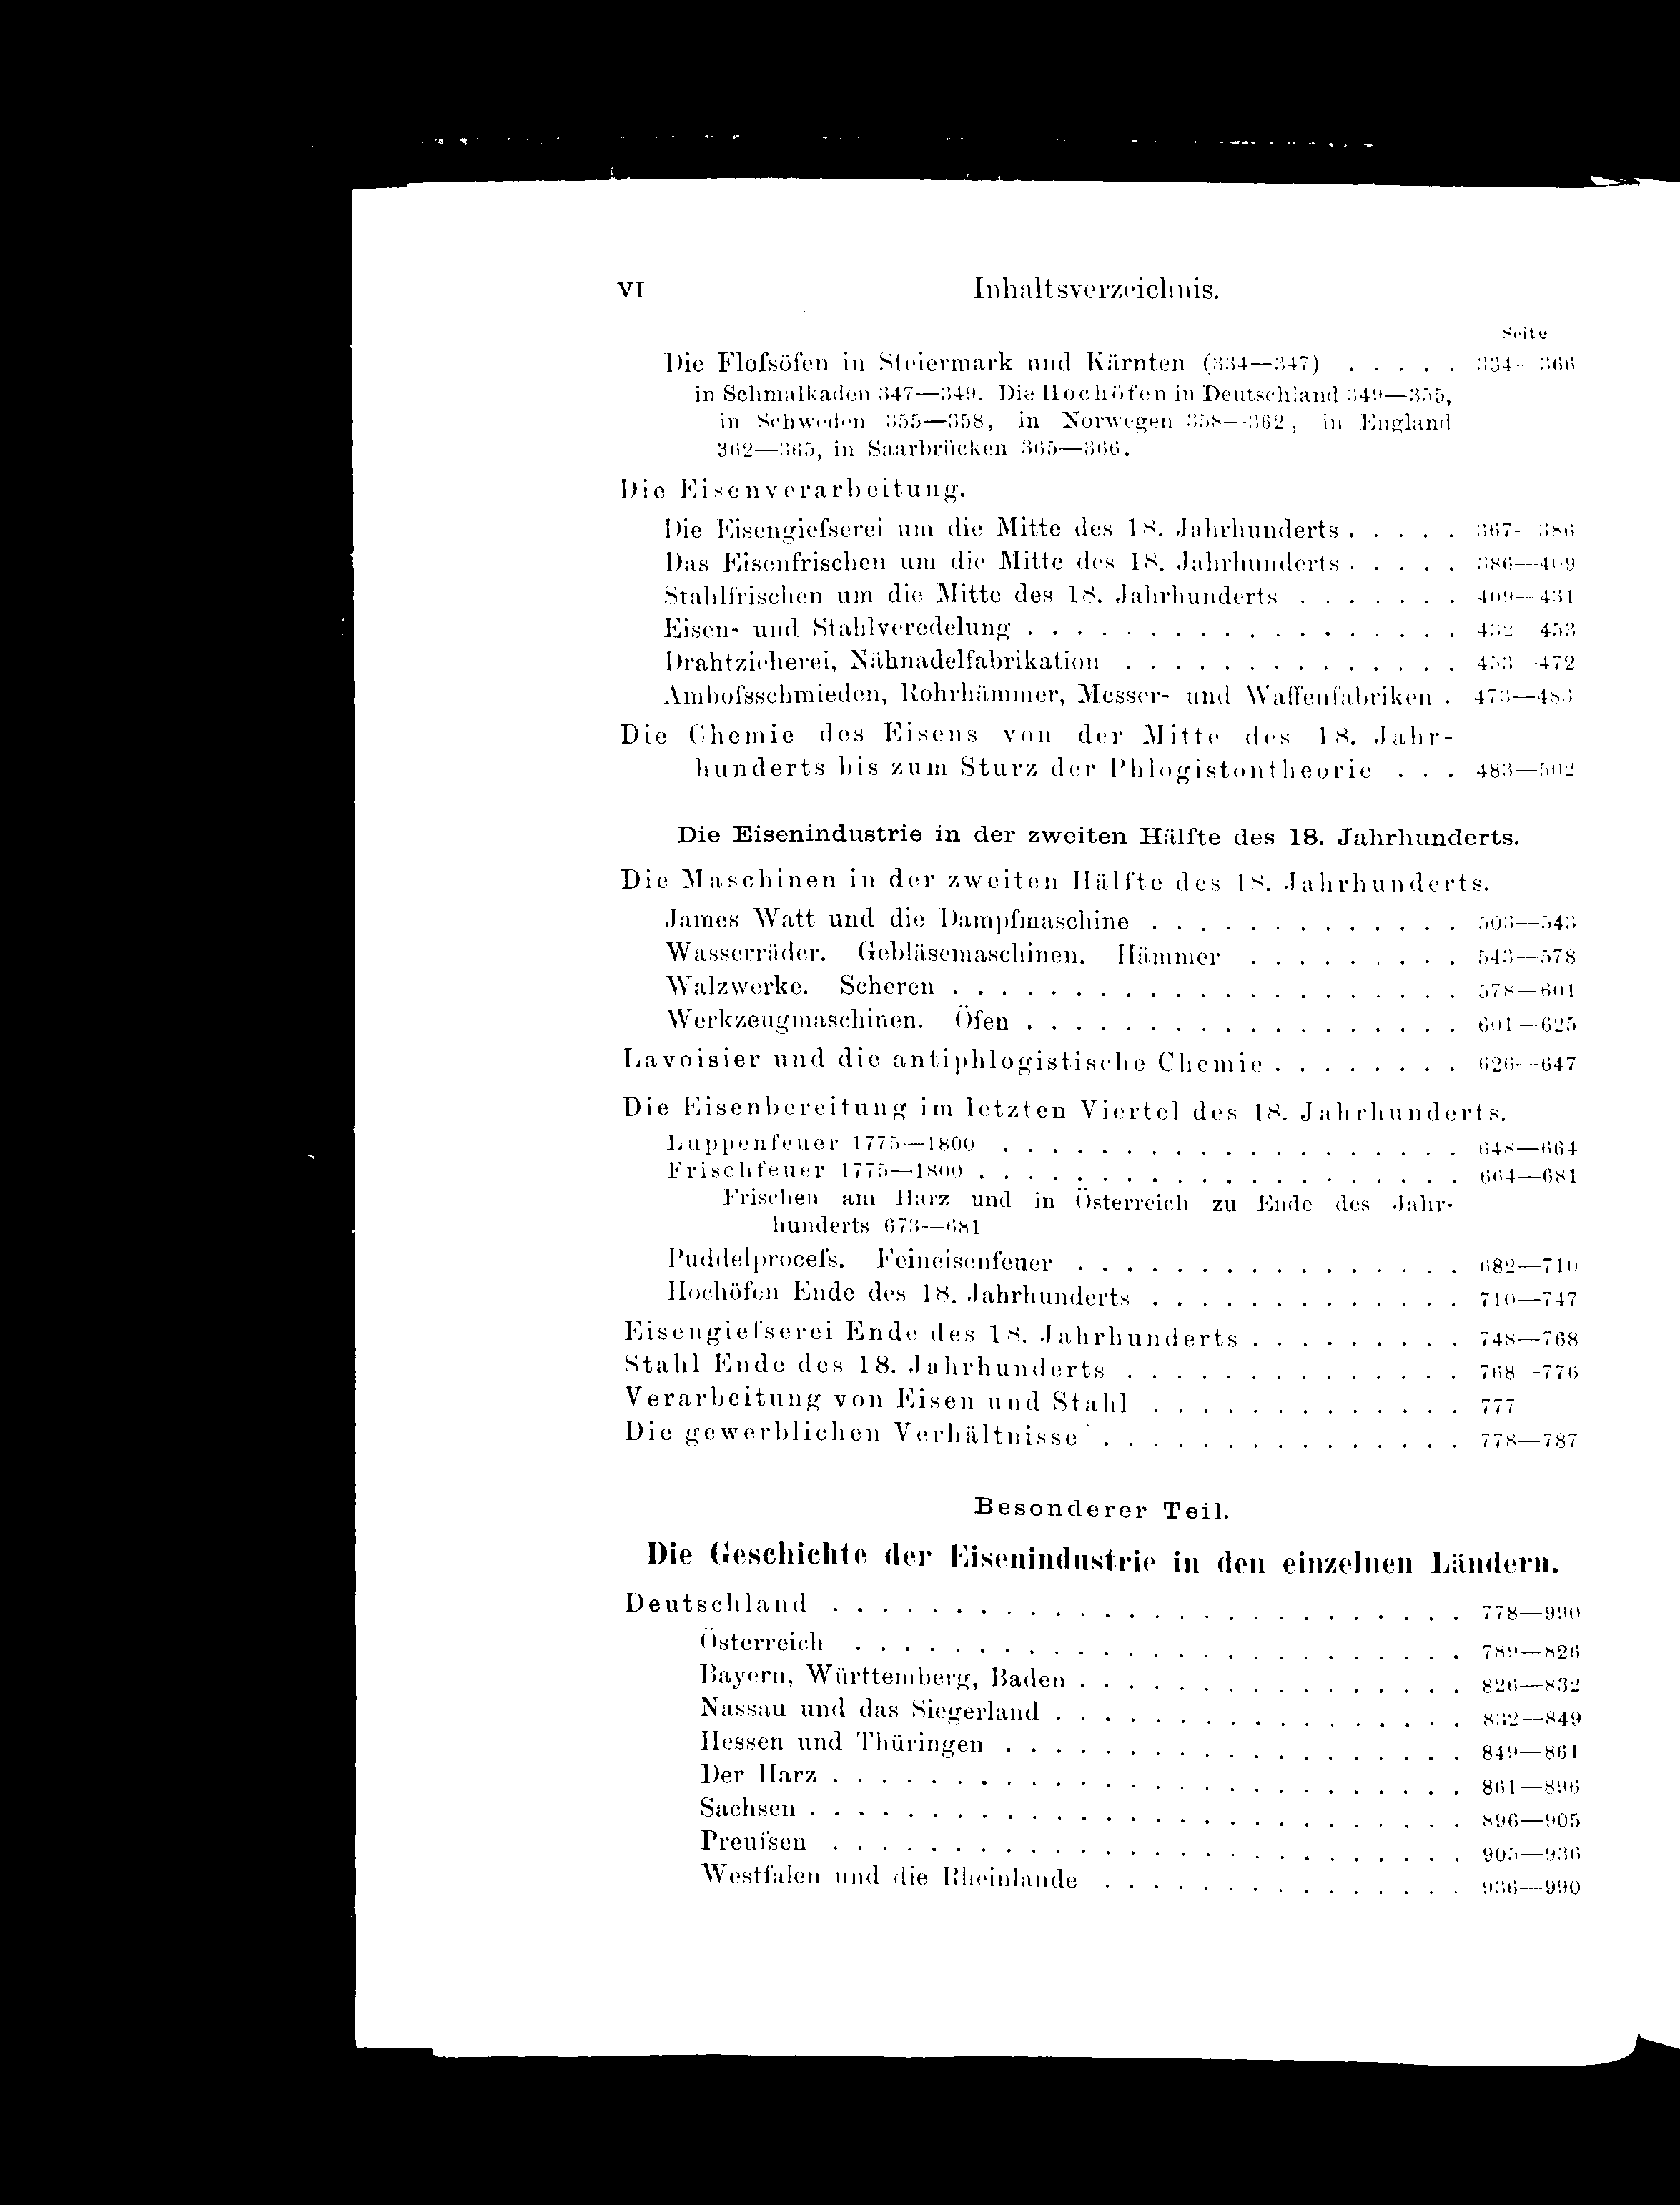 VI Inhaltsverzeichnis.
Seite
Die Flofsöfen in Steiermark und Kärnten (334—347) . . . . . 334—366
in Schmalkaden 347—349. Die Hochöfen in Deutschland 349—355,
in Schweden 355—358, in Norwegen 358—362, in England
362—365, in Saarbrücken 365—366.
Die Eisenverarbeitung.
Die Eisengiefserei um die Mitte des 18. Jahrhunderts . . . . . 367—386
Das Eisenfrischen um die Mitte des 18. Jahrhunderts . . . . . 386—409
Stahlfrischen um die Mitte des 18. Jahrhunderts . . . . . . . 409—431
Eisen- und Stahlveredelung . . . . . . . . . . . . . . . . . . 432—453
Drahtzieherei, Nähnadelfabrikation . . . . . . . . . . . . . . 453—472
Ambofsschmieden, Rohrhämmer, Messer- und Waffenfabriken . 473—483
Die Chemie des Eisens von der Mitte des 18. Jahr-
hunderts bis zum Sturz der Phlogistontheorie . . . 483—502
Die Eisenindustrie in der zweiten Hälfte des 18. Jahrhunderts.
Die Maschinen in der zweiten Hälfte des 18. Jahrhunderts.
James Watt und die Dampfmaschine . . . . . . . . . . . . . 503—543
Wasserräder. Gebläsemaschinen. Hämmer . . . . . . . . . 543—578
Walzwerke. Scheren . . . . . . . . . . . . . . . . . . . . . 578—601
Werkzeugmaschinen. Öfen . . . . . . . . . . . . . . . . . . 601—625
Lavoisier und die antiphlogistische Chemie . . . . . . . . 626—647
Die Eisenbereitung im letzten Viertel des 18. Jahrhunderts.
Luppenfeuer 1775—1800 . . . . . . . . . . . . . . . . . . . 648—664
Frischfeuer 1775—1800 . . . . . . . . . . . . . . . . . . . . 664—681
Frischen am Harz und in Österreich zu Ende des Jahr-
hunderts 673—681
Puddelprocefs. Feineisenfeuer . . . . . . . . . . . . . . . . 682—710
Hochöfen Ende des 18. Jahrhunderts . . . . . . . . . . . . . 710—747
Eisengiefserei Ende des 18. Jahrhunderts . . . . . . . . . 748—768
Stahl Ende des 18. Jahrhunderts . . . . . . . . . . . . . . 768—776
Verarbeitung von Eisen und Stahl . . . . . . . . . . . . . 777
Die gewerblichen Verhältnisse . . . . . . . . . . . . . . . 778—787
Besonderer Teil.
Die Geschichte der Eisenindustrie in den einzelnen Ländern.
Deutschland . . . . . . . . . . . . . . . . . . . . . . . . . . 778—990
Österreich . . . . . . . . . . . . . . . . . . . . . . . . . 789—826
Bayern, Württemberg, Baden . . . . . . . . . . . . . . . . 826—832
Nassau und das Siegerland . . . . . . . . . . . . . . . . . 832—849
Hessen und Thüringen . . . . . . . . . . . . . . . . . . . 849—861
Der Harz . . . . . . . . . . . . . . . . . . . . . . . . . . 861—896
Sachsen . . . . . . . . . . . . . . . . . . . . . . . . . . . 896—905
Preufsen . . . . . . . . . . . . . . . . . . . . . . . . . . 905—936
Westfalen und die Rheinlande . . . . . . . . . . . . . . . 936—990